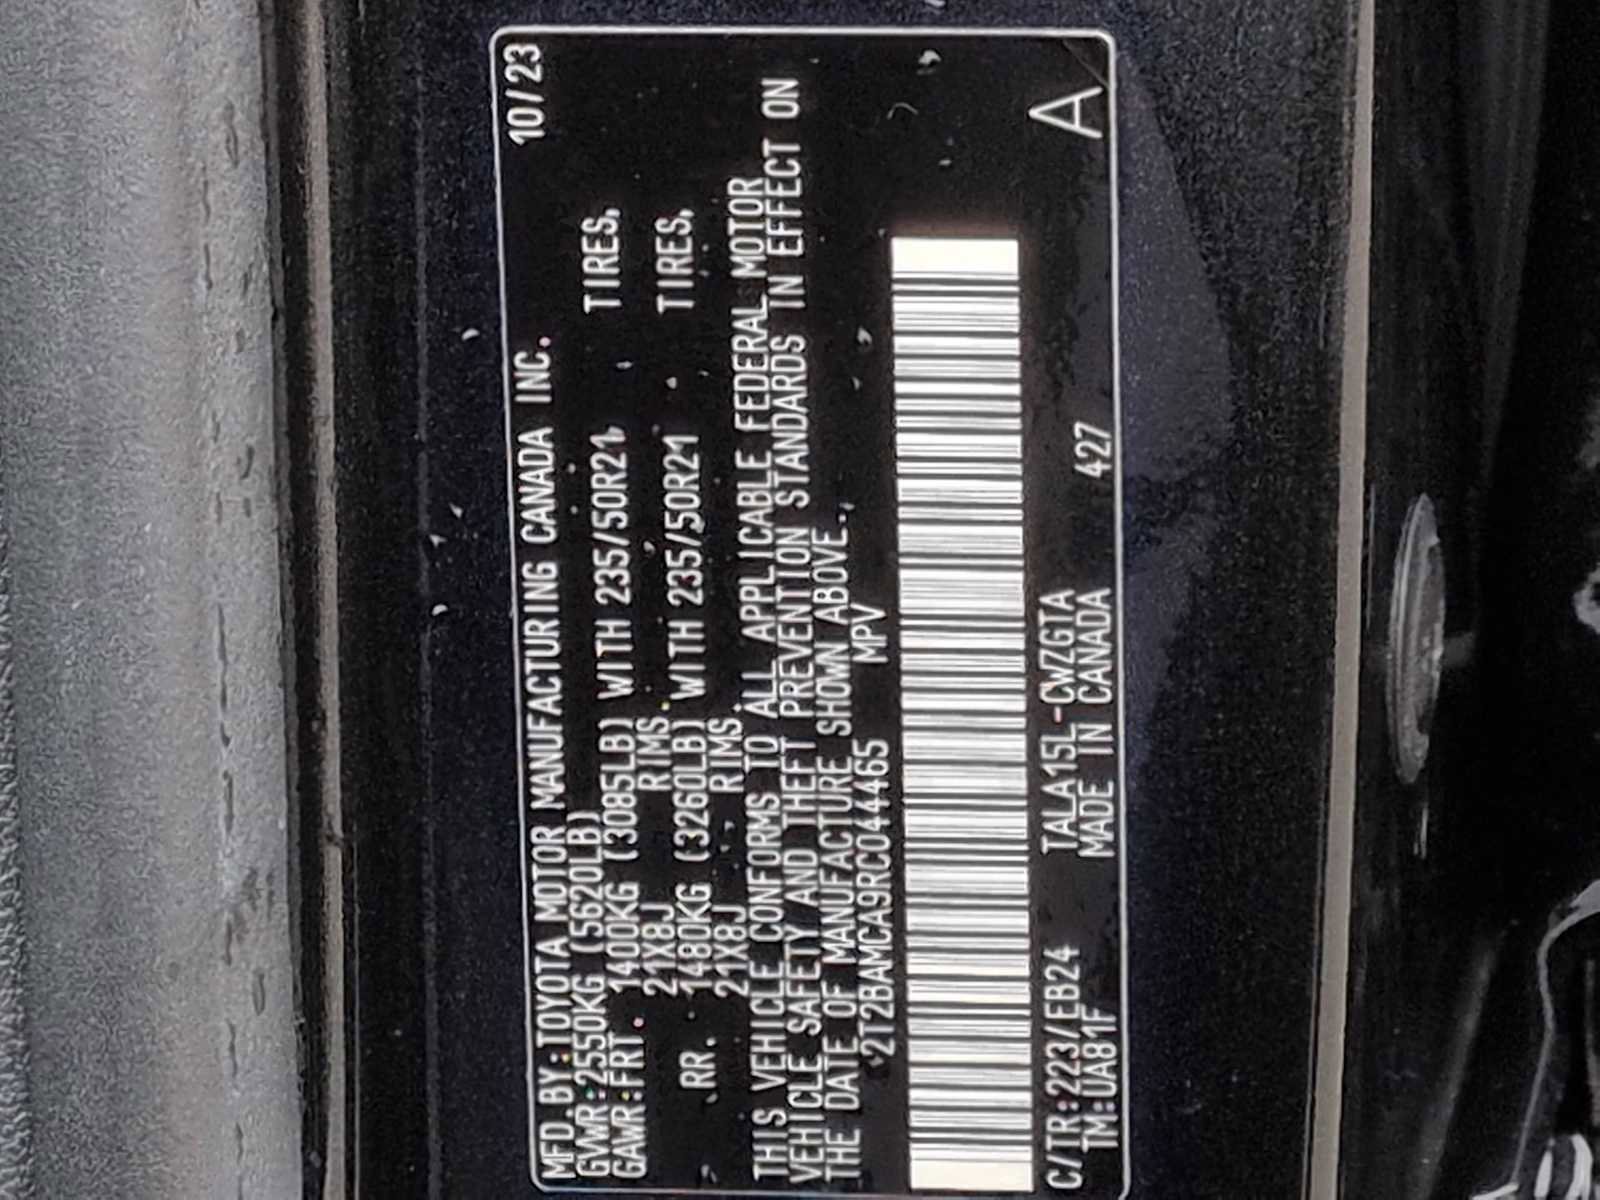 MFD.BY:TOYOTA MOTOR MANUFACTURING CANADA INC. 10/23
GVWR:2550KG (5620LB)
GAWR:FRT. 1400KG (3085LB) WITH 235/50R21 TIRES,
21X8J RIMS.
RR. 1480KG (3260LB) WITH 235/50R21 TIRES,
21X8J RIMS.
THIS VEHICLE CONFORMS TO ALL APPLICABLE FEDERAL MOTOR
VEHICLE SAFETY AND THEFT PREVENTION STANDARDS IN EFFECT ON
THE DATE OF MANUFACTURE SHOWN ABOVE.
2T2BAMCA9RC044465 MPV
C/TR:223/EB24 TALA15L-CWZGTA A
TM:UA81F MADE IN CANADA 427